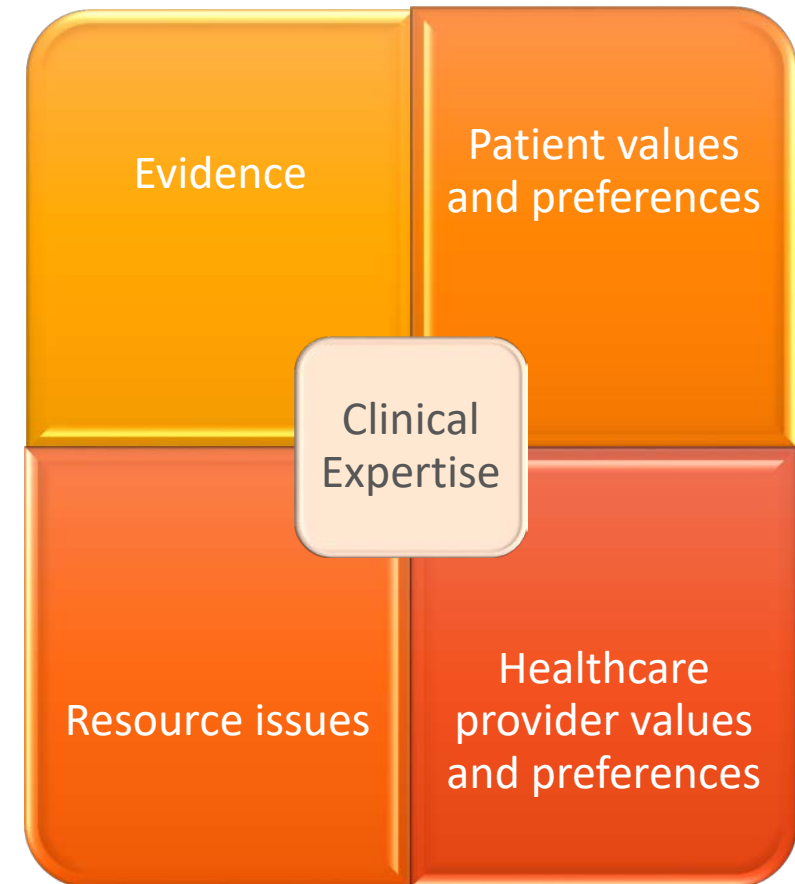 Evidence
Patient values
and preferences
Clinical
Expertise
Resource issues
Healthcare
provider values
and preferences